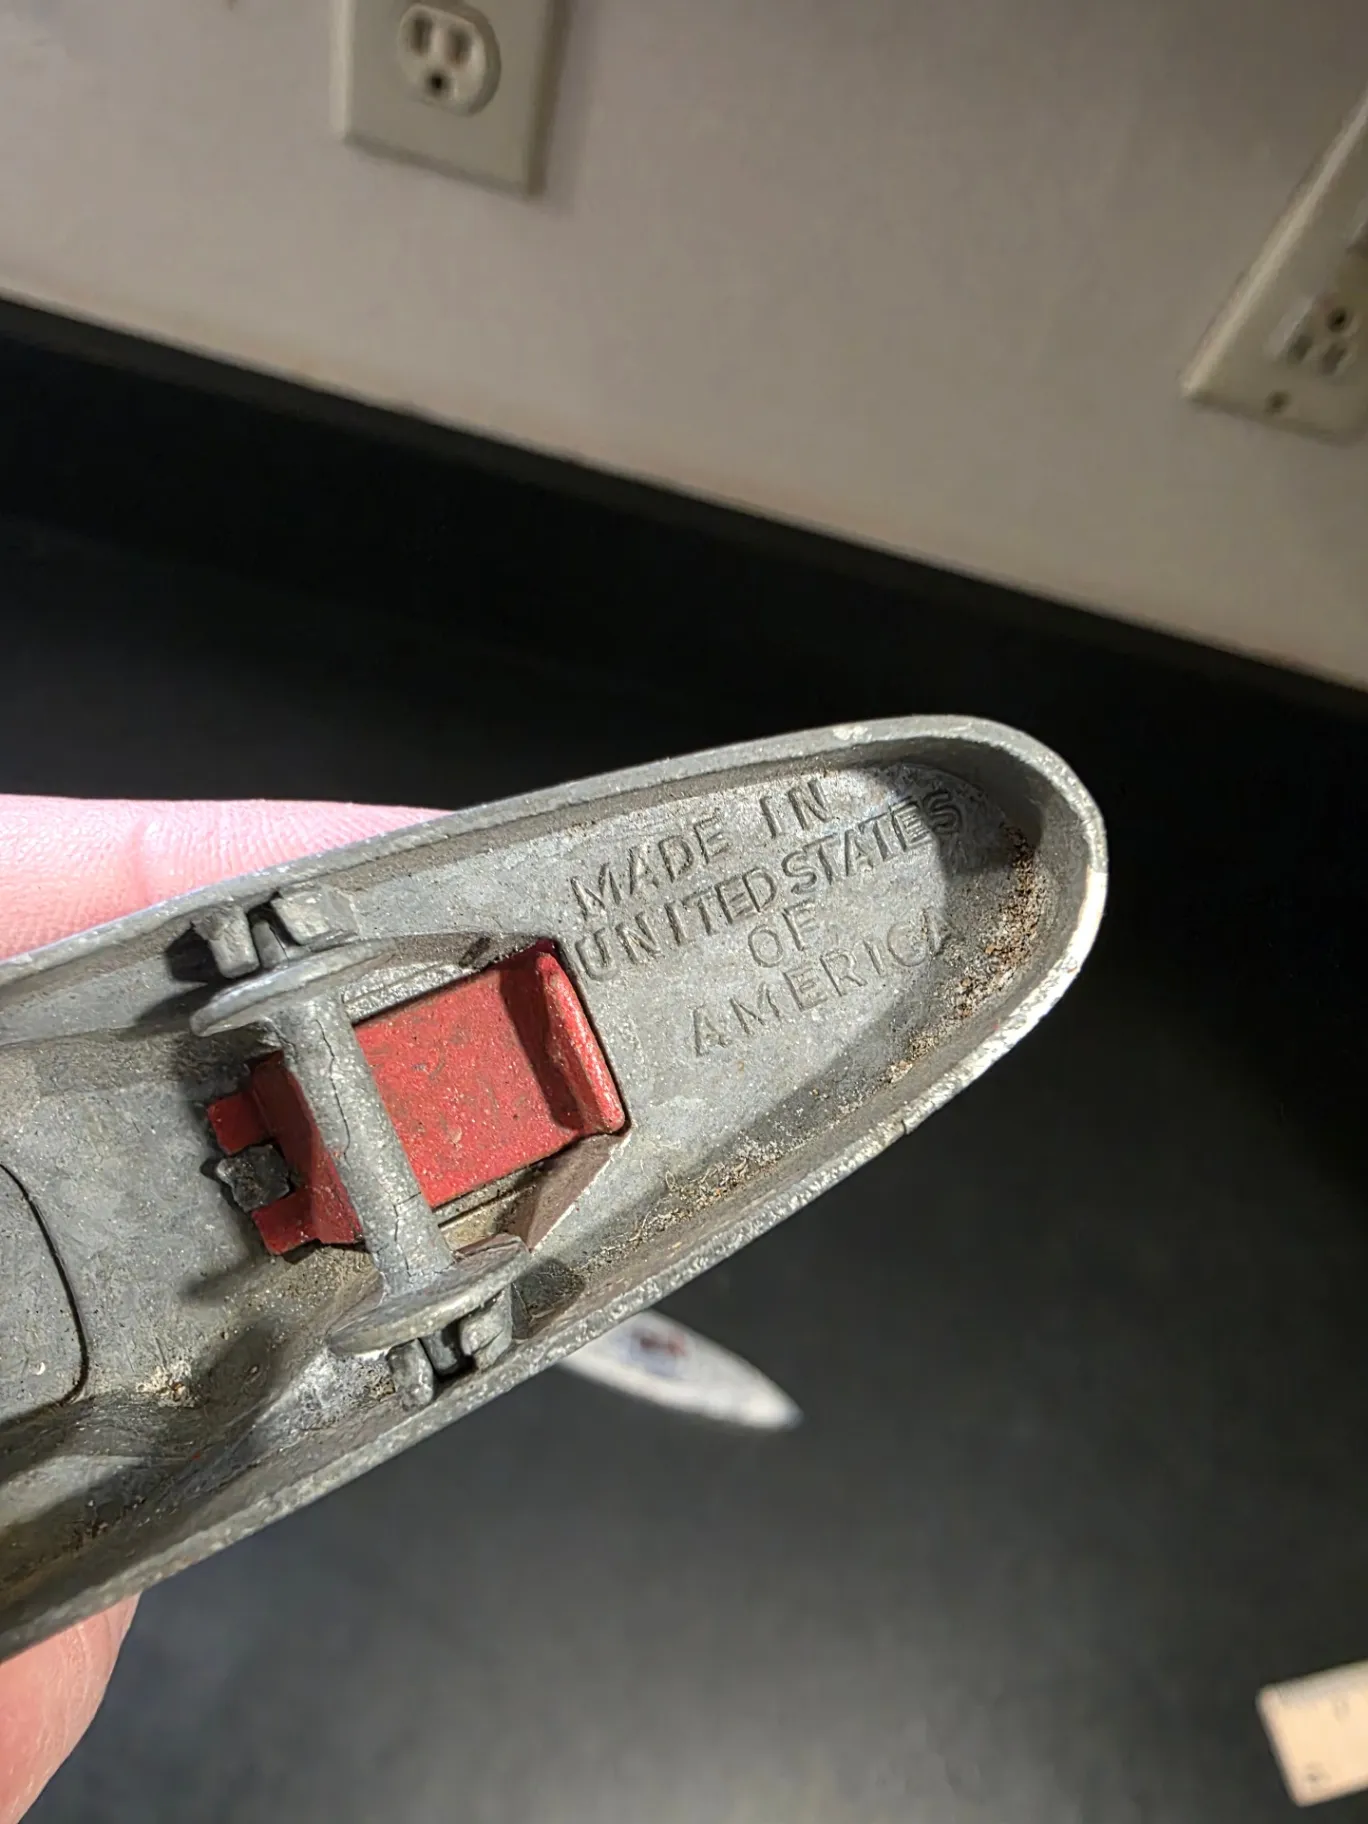 MADE IN
UNITED STATES
OF
AMERICA